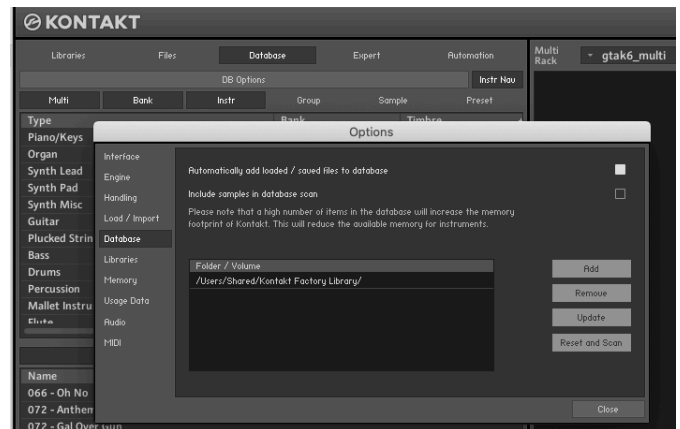 KONTAKT
Libraries Files Database Expert Automation
Multi Rack gtak6_multi
DB Options Instr Nav
Multi Bank Instr Group Sample Preset
Type Bank Timbre
Piano/Keys
Organ
Synth Lead
Synth Pad
Synth Misc
Guitar
Plucked Strin
Bass
Drums
Percussion
Mallet Instru
Flute
Name
066 - Oh No
072 - Anthem
072 - Gal Over Gun
Options
Interface
Engine
Handling
Load / Import
Database
Libraries
Memory
Usage Data
Audio
MIDI
Automatically add loaded / saved files to database
Include samples in database scan
Please note that a high number of items in the database will increase the memory
footprint of Kontakt. This will reduce the available memory for instruments.
Folder / Volume
/Users/Shared/Kontakt Factory Library/
Add
Remove
Update
Reset and Scan
Close